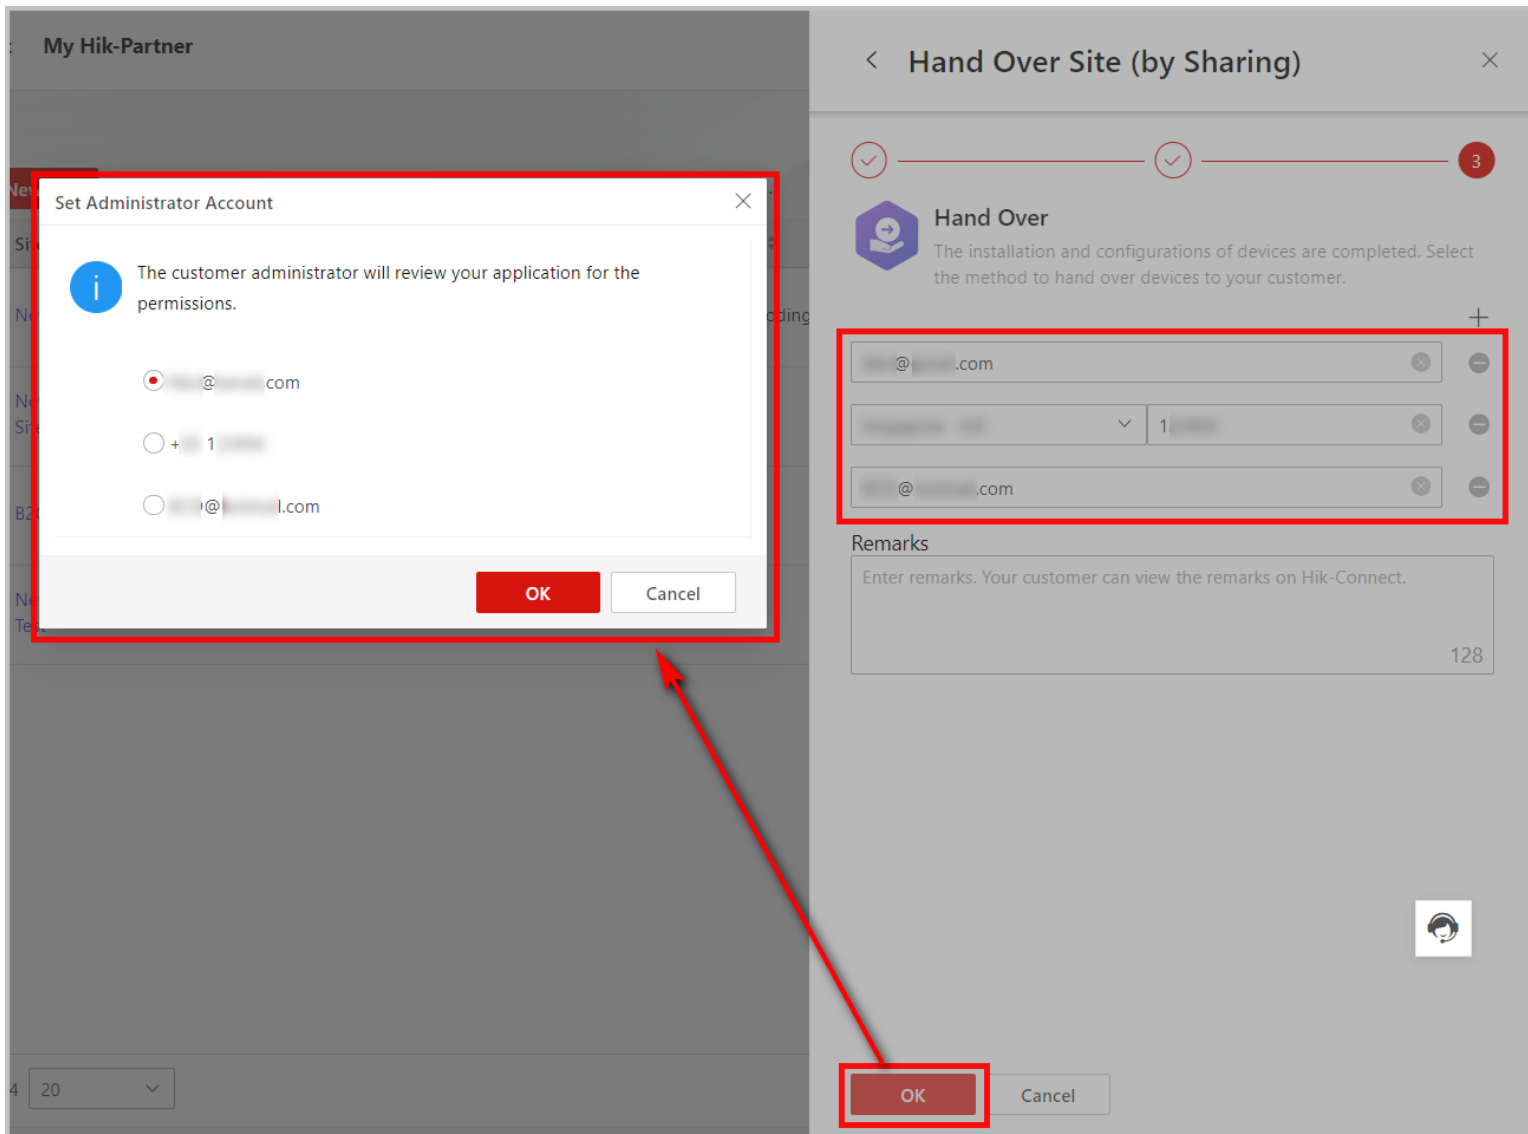 My Hik-Partner
Hand Over Site (by Sharing)
3
Set Administrator Account
The customer administrator will review your application for the
permissions.
@ com
+ 1
@ .com
OK
Cancel
Hand Over
The installation and configurations of devices are completed. Select
the method to hand over devices to your customer.
@ .com
1
@ .com
Remarks
Enter remarks. Your customer can view the remarks on Hik-Connect.
128
4 20
OK
Cancel